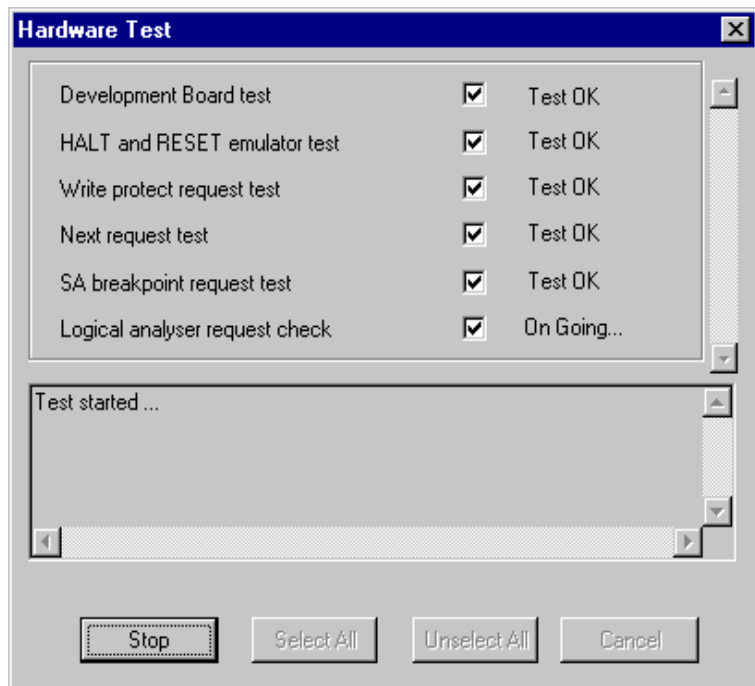 Hardware Test
Development Board test Test OK
HALT and RESET emulator test Test OK
Write protect request test Test OK
Next request test Test OK
SA breakpoint request test Test OK
Logical analyser request check On Going...
Test started ...
Stop Select All Unselect All Cancel